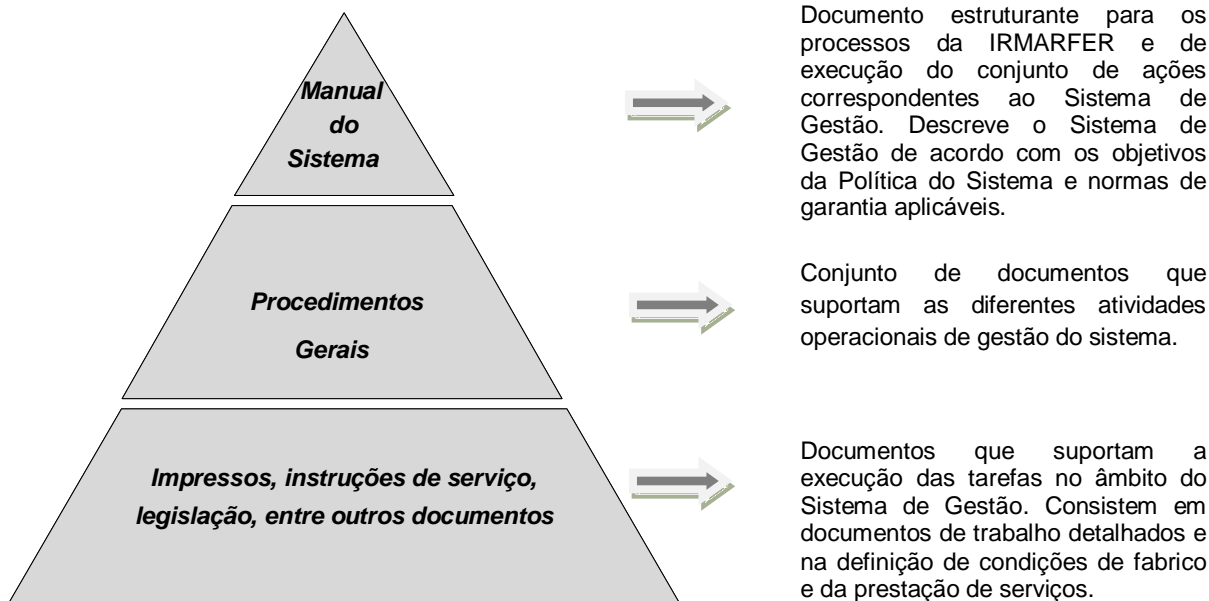 Manual
do
Sistema
Documento estruturante para os
processos da IRMARFER e de
execução do conjunto de ações
correspondentes ao Sistema de
Gestão. Descreve o Sistema de
Gestão de acordo com os objetivos
da Política do Sistema e normas de
garantia aplicáveis.
Procedimentos
Gerais
Conjunto de documentos que
suportam as diferentes atividades
operacionais de gestão do sistema.
Impressos, instruções de serviço,
legislação, entre outros documentos
Documentos que suportam a
execução das tarefas no âmbito do
Sistema de Gestão. Consistem em
documentos de trabalho detalhados e
na definição de condições de fabrico
e da prestação de serviços.